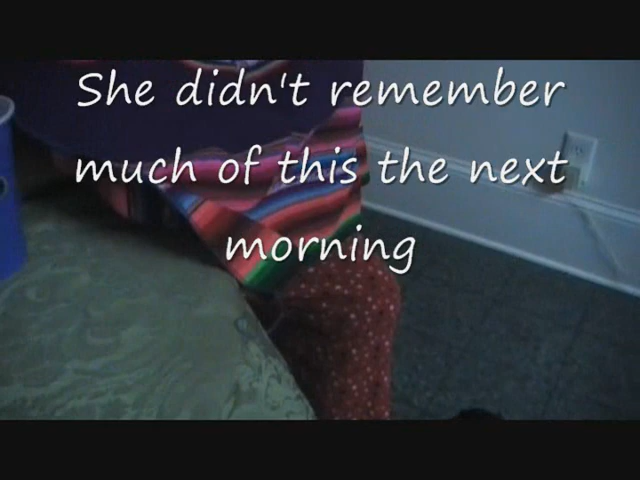 She didn't remember
much of this the next
morning